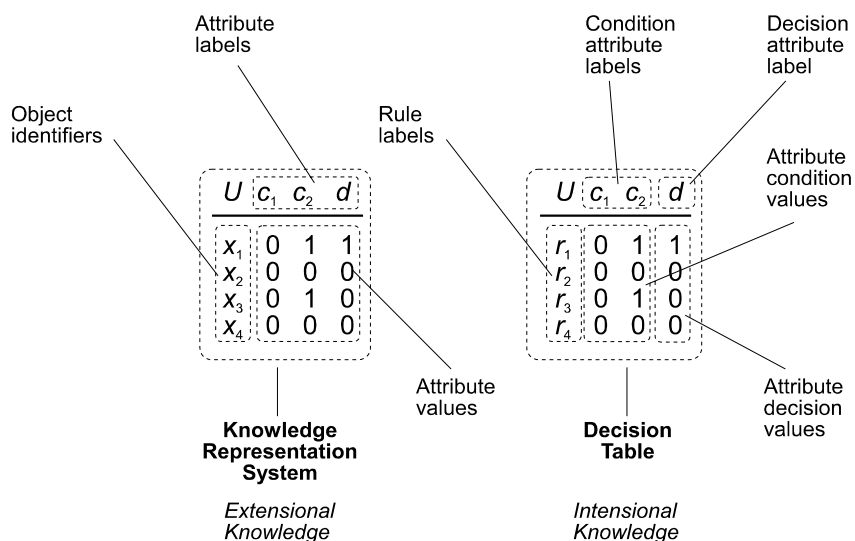 Attribute
labels
Condition
attribute
labels
Decision
attribute
label
Object
identifiers
Rule
labels
Attribute
condition
values
U c₁ c₂ d
x₁ 0 1 1
x₂ 0 0 0
x₃ 0 1 0
x₄ 0 0 0
U c₁ c₂ d
r₁ 0 1 1
r₂ 0 0 0
r₃ 0 1 0
r₄ 0 0 0
Attribute
values
Attribute
decision
values
Knowledge
Representation
System
Decision
Table
Extensional
Knowledge
Intensional
Knowledge